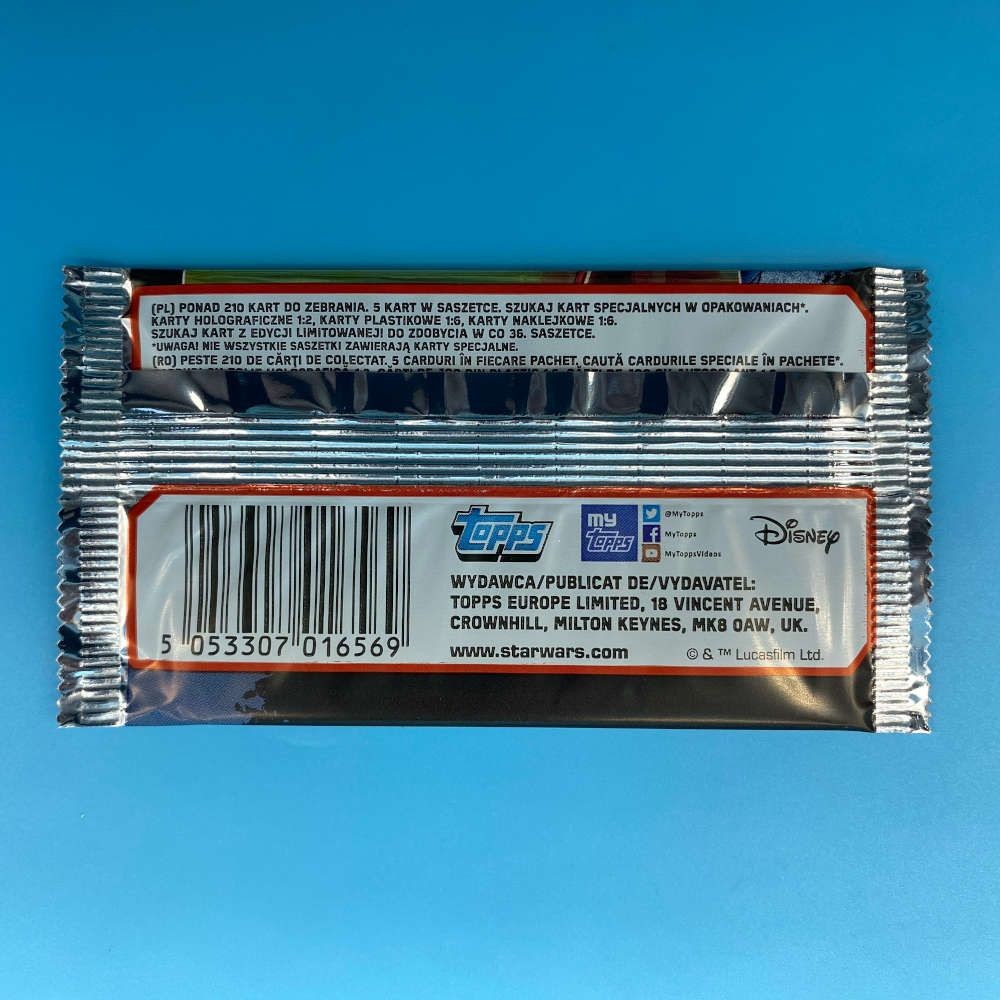 (PL) PONAD 210 KART DO ZEBRANIA. 5 KART W SASZETCE. SZUKAJ KART SPECJALNYCH W OPAKOWANIACH*.
KARTY HOLOGRAFICZNE 1:2, KARTY PLASTIKOWE 1:6, KARTY NAKLEJKOWE 1:6.
SZUKAJ KART Z EDYCJI LIMITOWANEJ! DO ZDOBYCIA W CO 36. SASZETCE.
*UWAGA! NIE WSZYSTKIE SASZETKI ZAWIERAJĄ KARTY SPECJALNE.
(RO) PESTE 210 DE CĂRȚI DE COLECTAT. 5 CARDURI ÎN FIECARE PACHET. CAUTĂ CARDURILE SPECIALE ÎN PACHETE*.
5 053307 016569
TOPPS
my TOPPS
@MyTopps
MyTopps
MyToppsVideos
Disney
WYDAWCA/PUBLICAT DE/VYDAVATEL:
TOPPS EUROPE LIMITED, 18 VINCENT AVENUE,
CROWNHILL, MILTON KEYNES, MK8 0AW, UK.
www.starwars.com
© & ™ Lucasfilm Ltd.